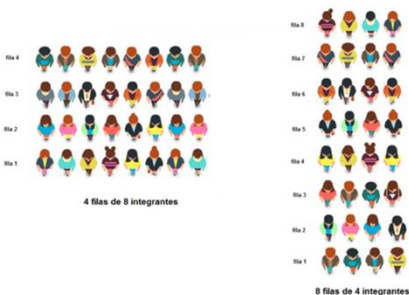 fila 4
fila 3
fila 2
fila 1
4 filas de 8 integrantes
fila 8
fila 7
fila 6
fila 5
fila 4
fila 3
fila 2
fila 1
8 filas de 4 integrantes